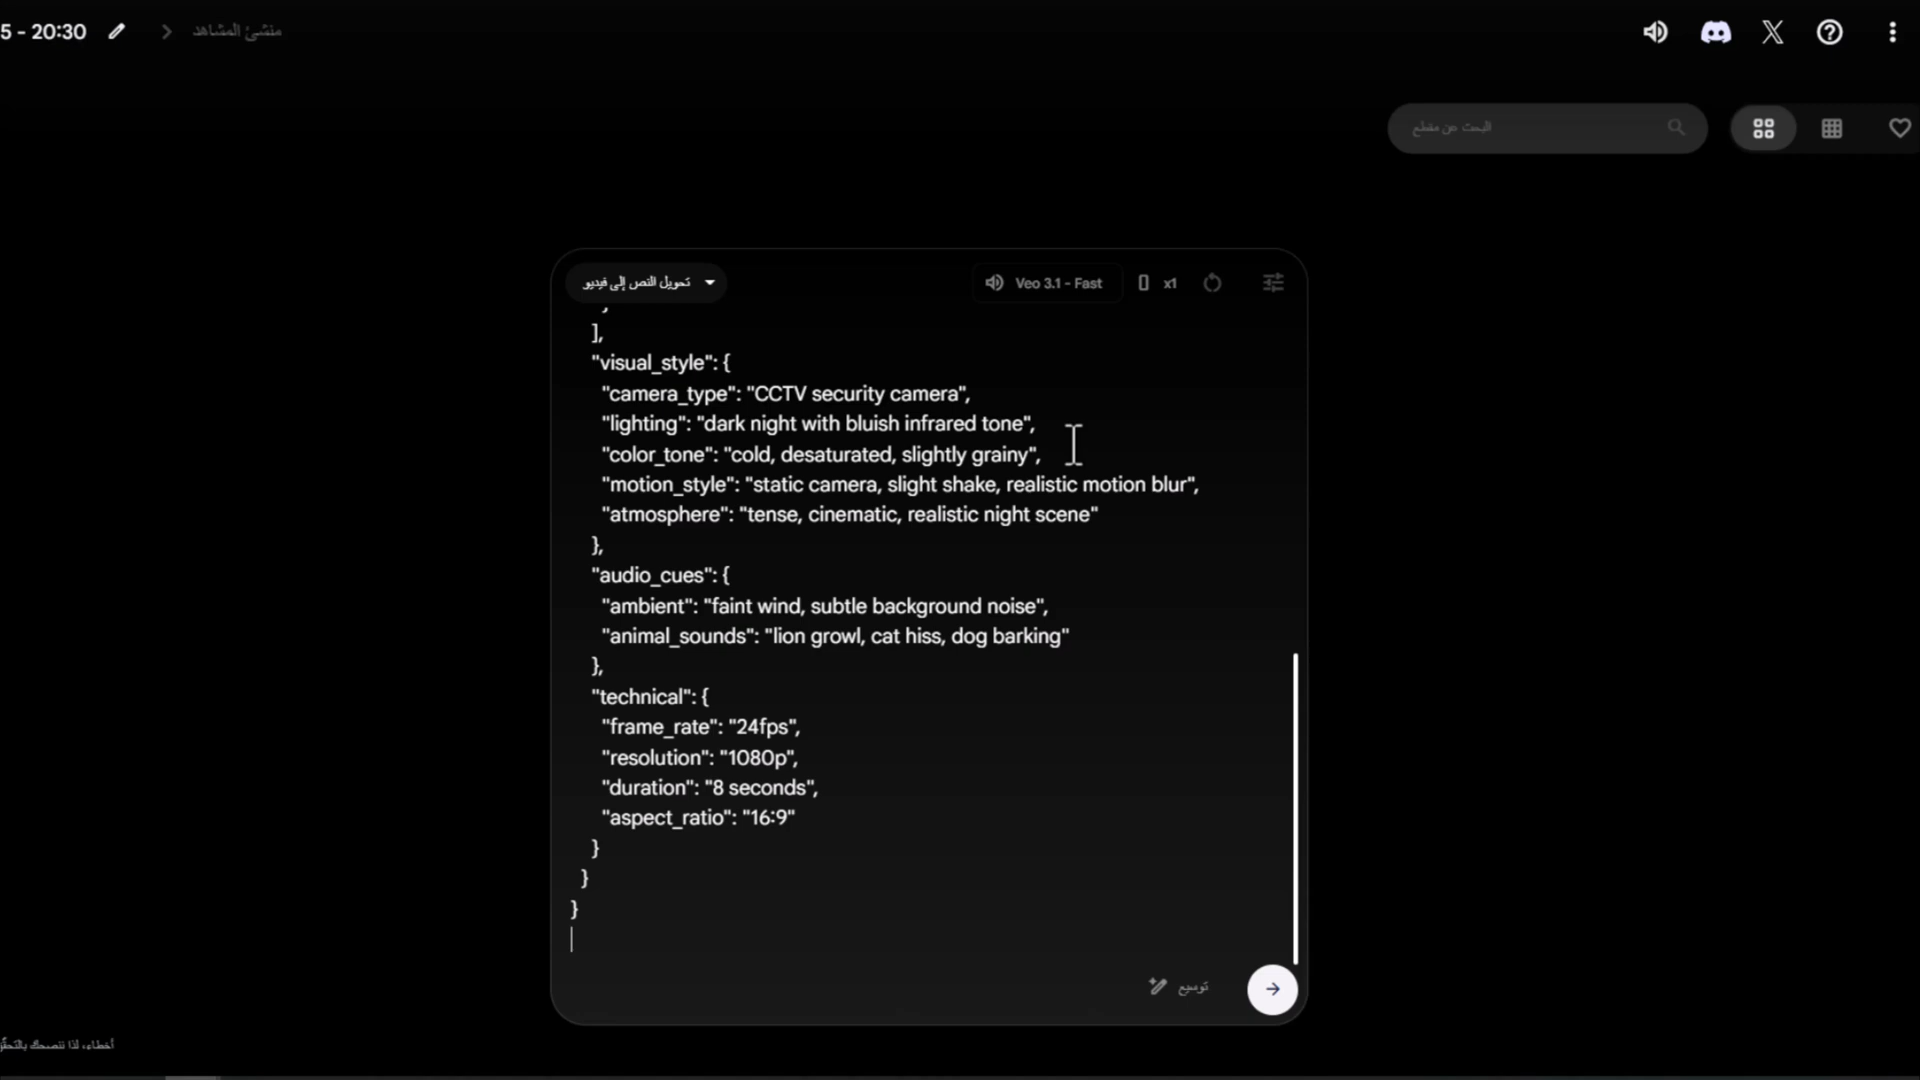 5 - 20:30
منشئ المشاهد
البحث عن مقطع
تحويل النص إلى فيديو
Veo 3.1 - Fast
x1
],
"visual_style": {
"camera_type": "CCTV security camera",
"lighting": "dark night with bluish infrared tone",
"color_tone": "cold, desaturated, slightly grainy",
"motion_style": "static camera, slight shake, realistic motion blur",
"atmosphere": "tense, cinematic, realistic night scene"
},
"audio_cues": {
"ambient": "faint wind, subtle background noise",
"animal_sounds": "lion growl, cat hiss, dog barking"
},
"technical": {
"frame_rate": "24fps",
"resolution": "1080p",
"duration": "8 seconds",
"aspect_ratio": "16:9"
}
}
}
توسيع
أخطاء، لذا ننصحك